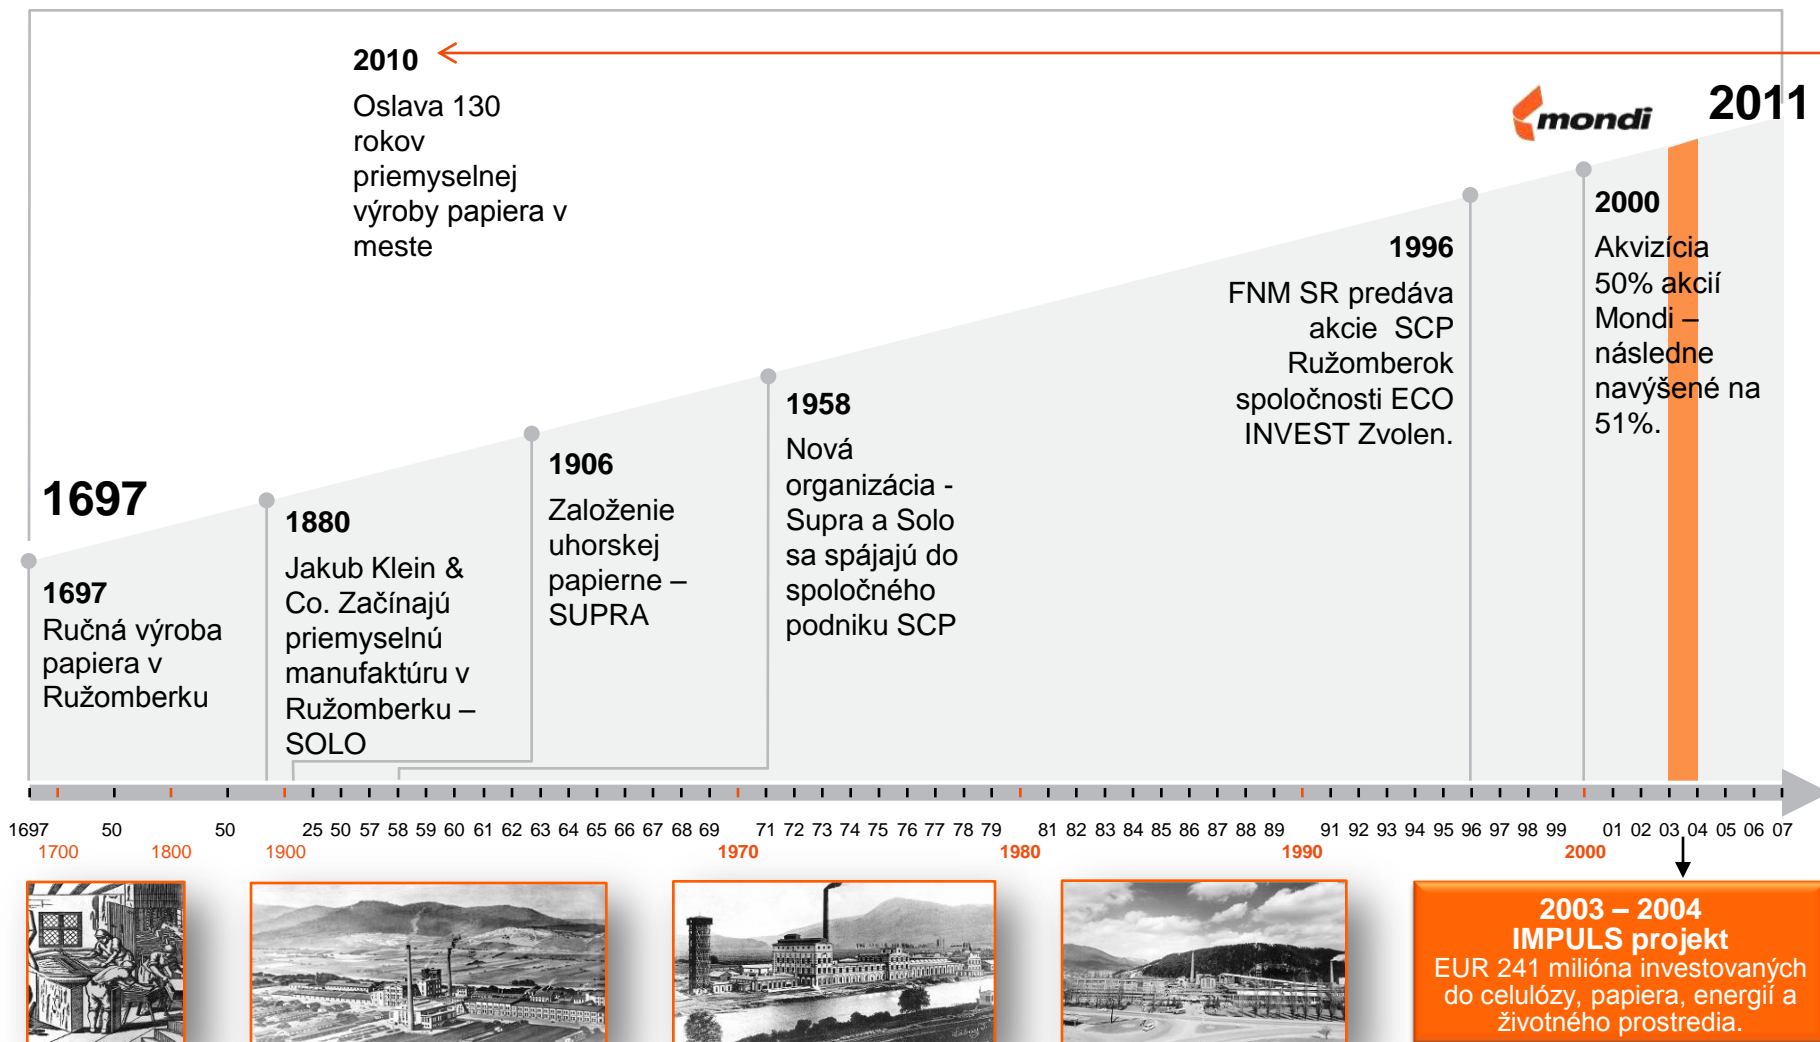 2010
Oslava 130
rokov
priemyselnej
výroby papiera v
meste
mondi
2011
2000
Akvizícia
50% akcií
Mondi –
následne
navýšené na
51%.
1996
FNM SR predáva
akcie SCP
Ružomberok
spoločnosti ECO
INVEST Zvolen.
1958
Nová
organizácia -
Supra a Solo
sa spájajú do
spoločného
podniku SCP
1906
Založenie
uhorskej
papierne –
SUPRA
1697
1880
Jakub Klein &
Co. Začínajú
priemyselnú
manufaktúru v
Ružomberku –
SOLO
1697
Ručná výroba
papiera v
Ružomberku
1697 50 50 25 50 57 58 59 60 61 62 63 64 65 66 67 68 69 71 72 73 74 75 76 77 78 79 81 82 83 84 85 86 87 88 89 91 92 93 94 95 96 97 98 99 01 02 03 04 05 06 07
1700 1800 1900 1970 1980 1990 2000
2003 – 2004
IMPULS projekt
EUR 241 milióna investovaných
do celulózy, papiera, energií a
životného prostredia.